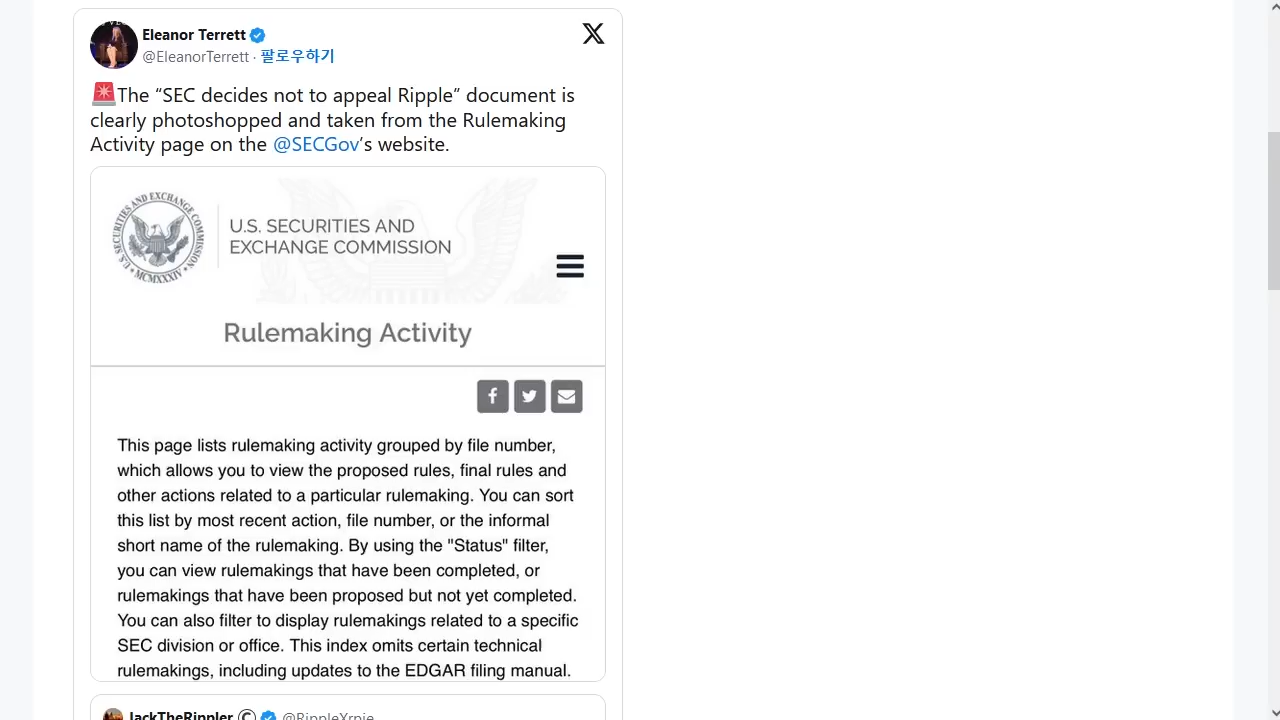 Eleanor Terrett
@EleanorTerrett · 팔로우하기
🚨The “SEC decides not to appeal Ripple” document is
clearly photoshopped and taken from the Rulemaking
Activity page on the @SECGov’s website.
SECURITIES AND EXCHANGE COMMISSION
MCMXXXIV
U.S. SECURITIES AND
EXCHANGE COMMISSION
Rulemaking Activity
This page lists rulemaking activity grouped by file number,
which allows you to view the proposed rules, final rules and
other actions related to a particular rulemaking. You can sort
this list by most recent action, file number, or the informal
short name of the rulemaking. By using the "Status" filter,
you can view rulemakings that have been completed, or
rulemakings that have been proposed but not yet completed.
You can also filter to display rulemakings related to a specific
SEC division or office. This index omits certain technical
rulemakings, including updates to the EDGAR filing manual.
JackTheRippler © @RippleXrpie